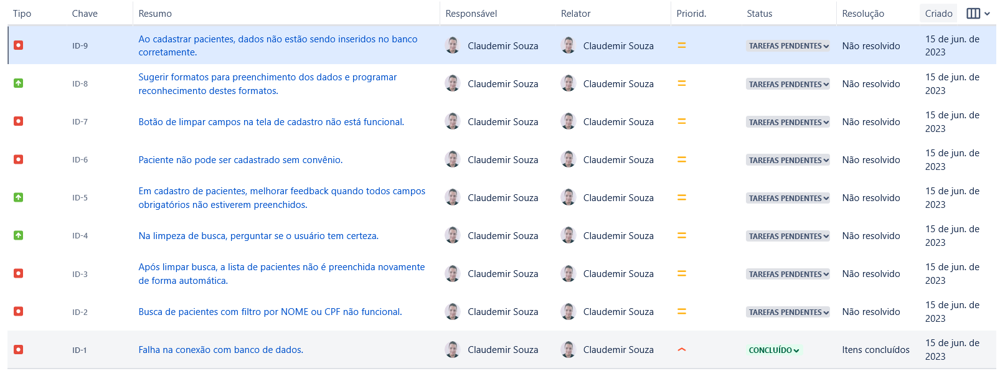 Tipo Chave Resumo Responsável Relator Priorid. Status Resolução Criado
ID-9 Ao cadastrar pacientes, dados não estão sendo inseridos no banco Claudemir Souza Claudemir Souza TAREFAS PENDENTES Não resolvido 15 de jun. de
corretamente. 2023
ID-8 Sugerir formatos para preenchimento dos dados e programar Claudemir Souza Claudemir Souza TAREFAS PENDENTES Não resolvido 15 de jun. de
reconhecimento destes formatos. 2023
ID-7 Botão de limpar campos na tela de cadastro não está funcional. Claudemir Souza Claudemir Souza TAREFAS PENDENTES Não resolvido 15 de jun. de
2023
ID-6 Paciente não pode ser cadastrado sem convênio. Claudemir Souza Claudemir Souza TAREFAS PENDENTES Não resolvido 15 de jun. de
2023
ID-5 Em cadastro de pacientes, melhorar feedback quando todos campos Claudemir Souza Claudemir Souza TAREFAS PENDENTES Não resolvido 15 de jun. de
obrigatórios não estiverem preenchidos. 2023
ID-4 Na limpeza de busca, perguntar se o usuário tem certeza. Claudemir Souza Claudemir Souza TAREFAS PENDENTES Não resolvido 15 de jun. de
2023
ID-3 Após limpar busca, a lista de pacientes não é preenchida novamente Claudemir Souza Claudemir Souza TAREFAS PENDENTES Não resolvido 15 de jun. de
de forma automática. 2023
ID-2 Busca de pacientes com filtro por NOME ou CPF não funcional. Claudemir Souza Claudemir Souza TAREFAS PENDENTES Não resolvido 15 de jun. de
2023
ID-1 Falha na conexão com banco de dados. Claudemir Souza Claudemir Souza CONCLUÍDO Itens concluídos 15 de jun. de
2023